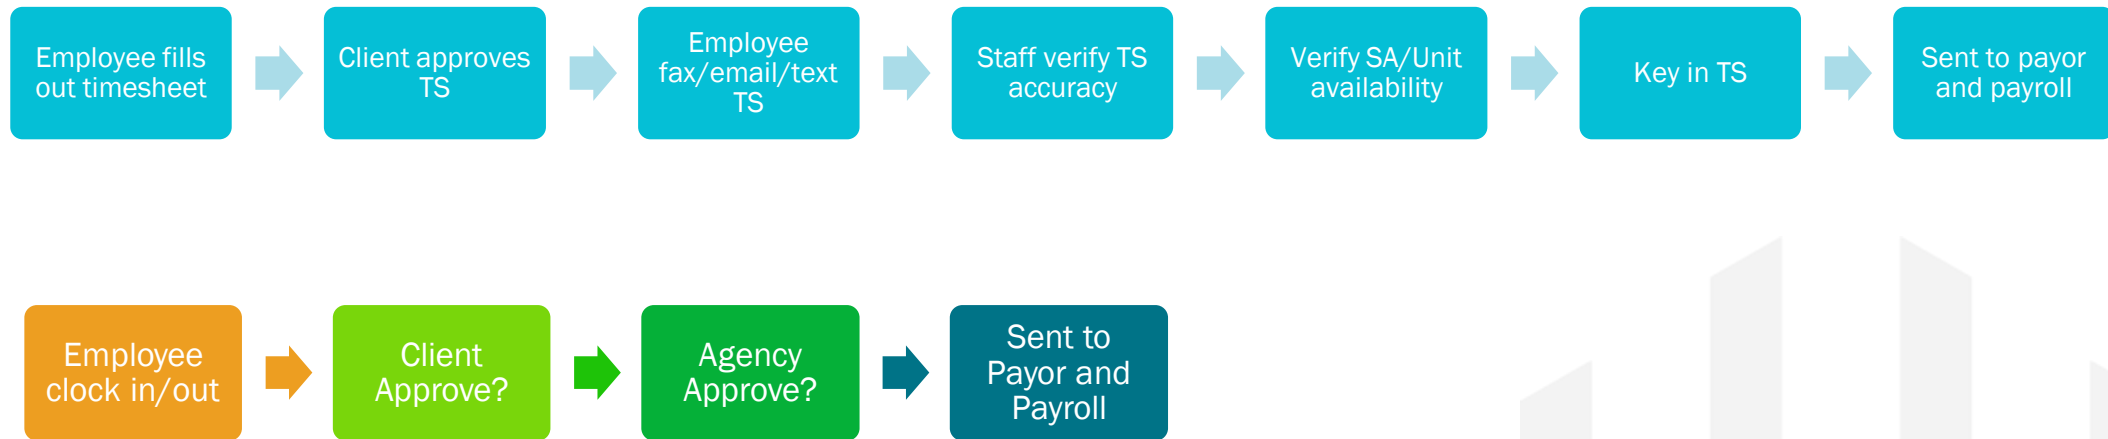 Employee fills
out timesheet
Client approves
TS
Employee
fax/email/text
TS
Staff verify TS
accuracy
Verify SA/Unit
availability
Key in TS
Sent to payor
and payroll
Employee
clock in/out
Client
Approve?
Agency
Approve?
Sent to
Payor and
Payroll